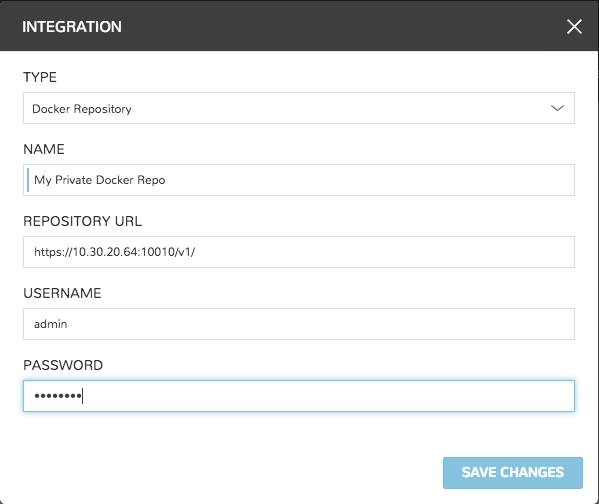 INTEGRATION
TYPE
Docker Repository
NAME
My Private Docker Repo
REPOSITORY URL
https://10.30.20.64:10010/v1/
USERNAME
admin
PASSWORD
••••••••
SAVE CHANGES